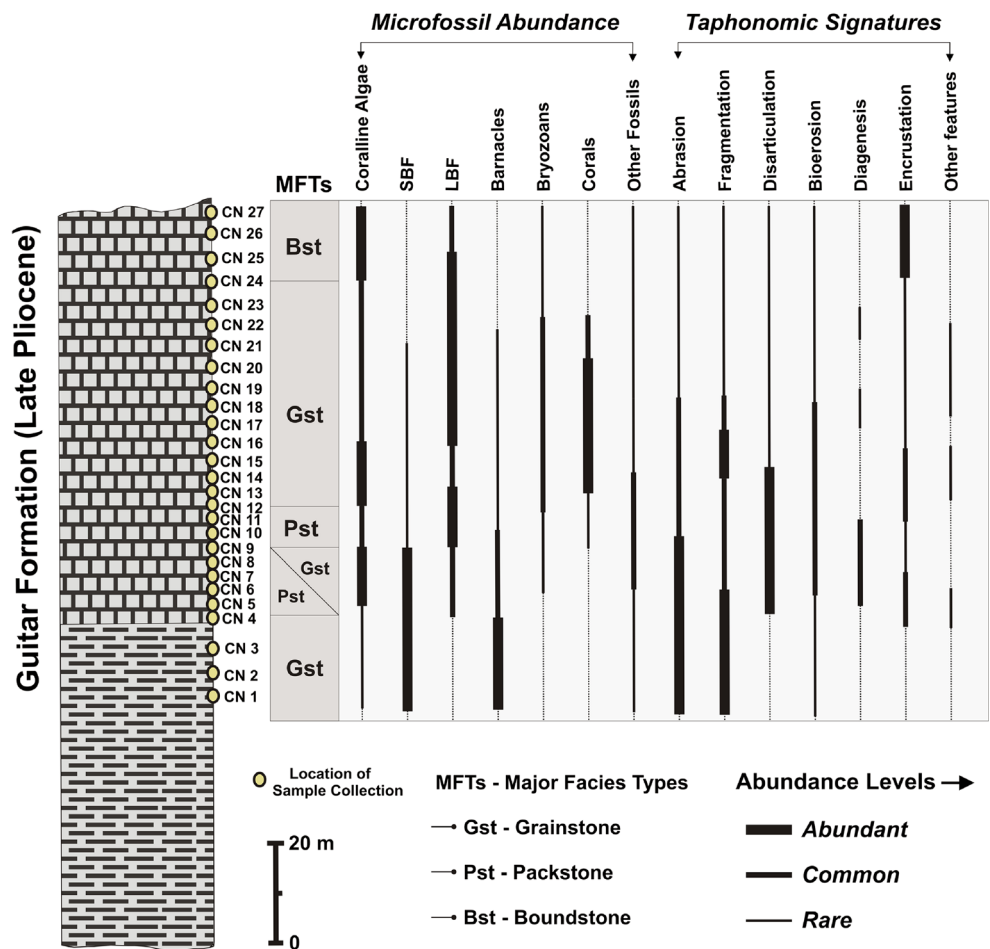 Microfossil Abundance
Taphonomic Signatures
Coralline Algae
SBF
LBF
Barnacles
Bryozoans
Corals
Other Fossils
Abrasion
Fragmentation
Disarticulation
Bioerosion
Diagenesis
Encrustation
Other features
MFTs
Guitar Formation (Late Pliocene)
CN 27
CN 26
CN 25
CN 24
CN 23
CN 22
CN 21
CN 20
CN 19
CN 18
CN 17
CN 16
CN 15
CN 14
CN 13
CN 12
CN 11
CN 10
CN 9
CN 8
CN 7
CN 6
CN 5
CN 4
CN 3
CN 2
CN 1
Bst
Gst
Pst
Gst
Pst
Gst
Location of
Sample Collection
20 m
0
MFTs - Major Facies Types
Gst - Grainstone
Pst - Packstone
Bst - Boundstone
Abundance Levels
Abundant
Common
Rare